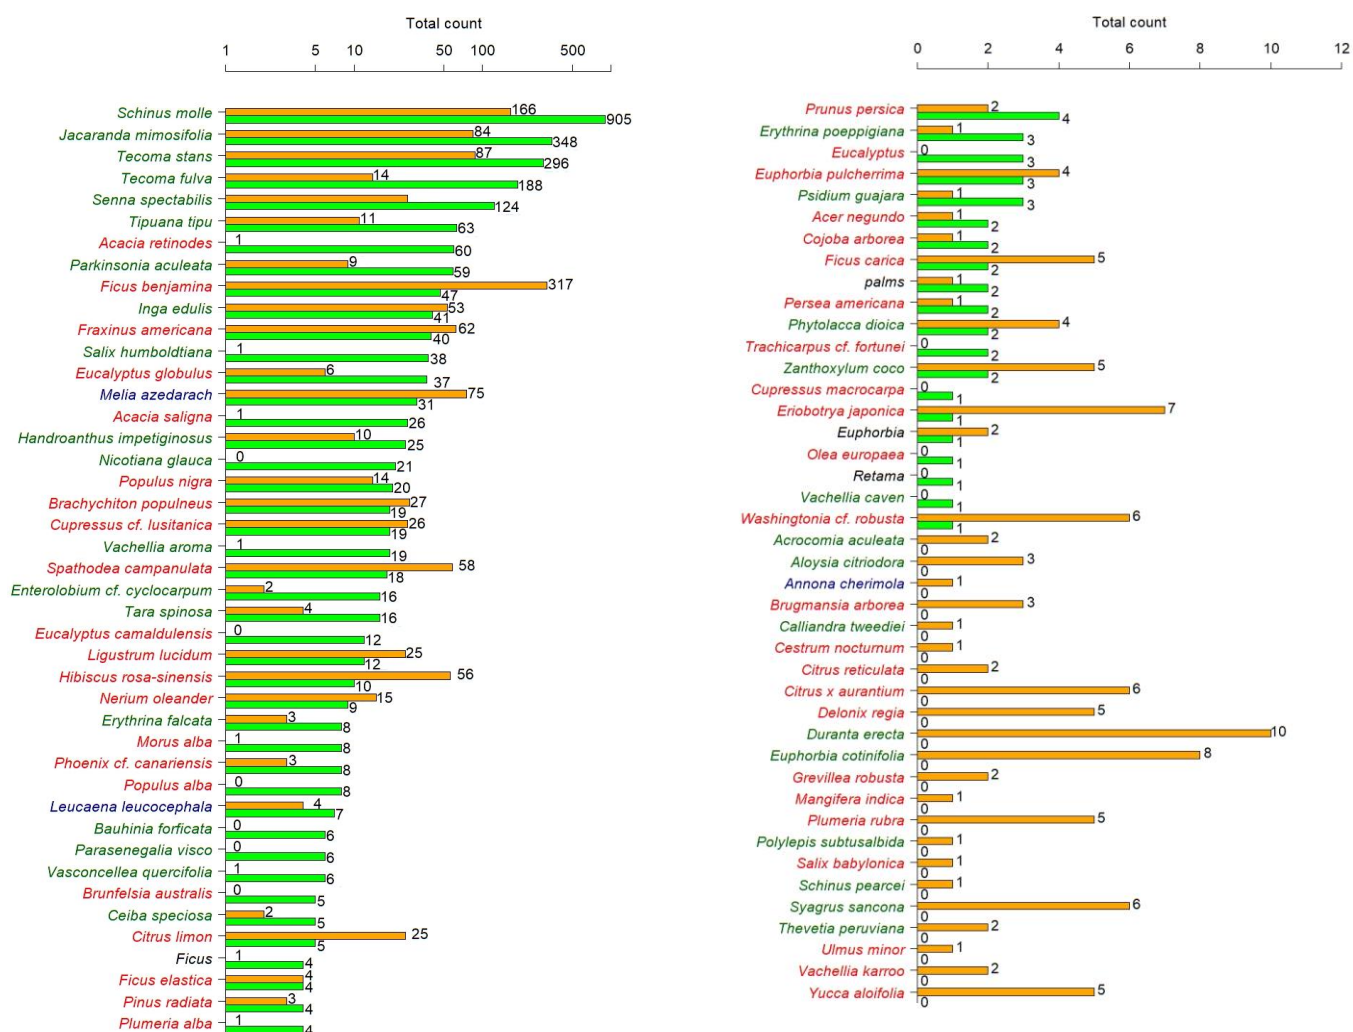 Total count
1 5 10 50 100 500
Schinus molle 166 905
Jacaranda mimosifolia 84 348
Tecoma stans 87 296
Tecoma fulva 14 188
Senna spectabilis 124
Tipuana tipu 11 63
Acacia retinodes 1 60
Parkinsonia aculeata 9 59
Ficus benjamina 317 47
Inga edulis 53 41
Fraxinus americana 62 40
Salix humboldtiana 1 38
Eucalyptus globulus 6 37
Melia azedarach 75 31
Acacia saligna 1 26
Handroanthus impetiginosus 10 25
Nicotiana glauca 0 21
Populus nigra 14 20
Brachychiton populneus 27 19
Cupressus cf. lusitanica 26 19
Vachellia aroma 1 19
Spathodea campanulata 58 18
Enterolobium cf. cyclocarpum 2 16
Tara spinosa 4 16
Eucalyptus camaldulensis 0 12
Ligustrum lucidum 25 12
Hibiscus rosa-sinensis 56 10
Nerium oleander 15 9
Erythrina falcata 3 8
Morus alba 1 8
Phoenix cf. canariensis 3 8
Populus alba 0 8
Leucaena leucocephala 4 7
Bauhinia forficata 0 6
Parasenegalia visco 0 6
Vasconcellea quercifolia 1 6
Brunfelsia australis 0 5
Ceiba speciosa 2 5
Citrus limon 25 5
Ficus 1 4
Ficus elastica 4 4
Pinus radiata 3 4
Plumeria alba 1 4
Total count
0 2 4 6 8 10 12
Prunus persica 2 4
Erythrina poeppigiana 1 3
Eucalyptus 0 3
Euphorbia pulcherrima 4 3
Psidium guajara 1 3
Acer negundo 1 2
Cojoba arborea 1 2
Ficus carica 5 2
palms 1 2
Persea americana 1 2
Phytolacca dioica 4 2
Trachicarpus cf. fortunei 0 2
Zanthoxylum coco 5 2
Cupressus macrocarpa 0 1
Eriobotrya japonica 7 1
Euphorbia 2 1
Olea europaea 0 1
Retama 0 1
Vachellia caven 0 1
Washingtonia cf. robusta 6 1
Acrocomia aculeata 2 0
Aloysia citriodora 3 0
Annona cherimola 1 0
Brugmansia arborea 3 0
Calliandra tweediei 1 0
Cestrum nocturnum 1 0
Citrus reticulata 2 0
Citrus x aurantium 6 0
Delonix regia 5 0
Duranta erecta 10 0
Euphorbia cotinifolia 8 0
Grevillea robusta 2 0
Mangifera indica 1 0
Plumeria rubra 5 0
Polylepis subtusalbida 1 0
Salix babylonica 1 0
Schinus pearcei 1 0
Syagrus sancona 6 0
Thevetia peruviana 2 0
Ulmus minor 1 0
Vachellia karroo 2 0
Yucca aloifolia 5 0